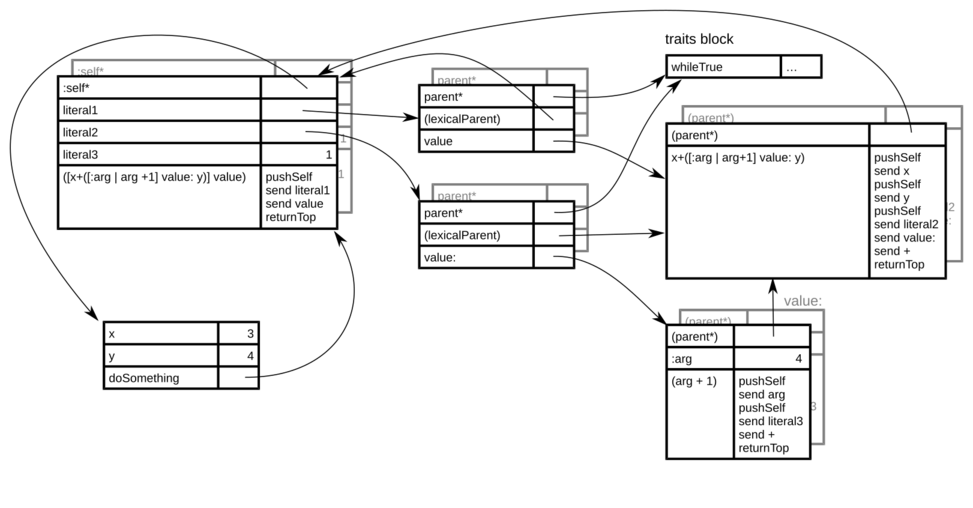 traits block
:self*
whileTrue ...
parent*
:self*
parent*
literal1
(parent*)
(lexicalParent)
(parent*)
literal2
1
value
literal3 1
x+([:arg | arg+1] value: y)
pushSelf
send x
pushSelf
send y
pushSelf
send literal2
send value:
send +
returnTop
([x+([:arg | arg +1] value: y)] value)
pushSelf
send literal1
send value
returnTop
1
parent*
parent*
(lexicalParent)
value:
2
:
value:
(parent*)
x 3
(parent*)
y 4
:arg 4
doSomething
(arg + 1)
pushSelf
send arg
pushSelf
send literal3
send +
returnTop
3